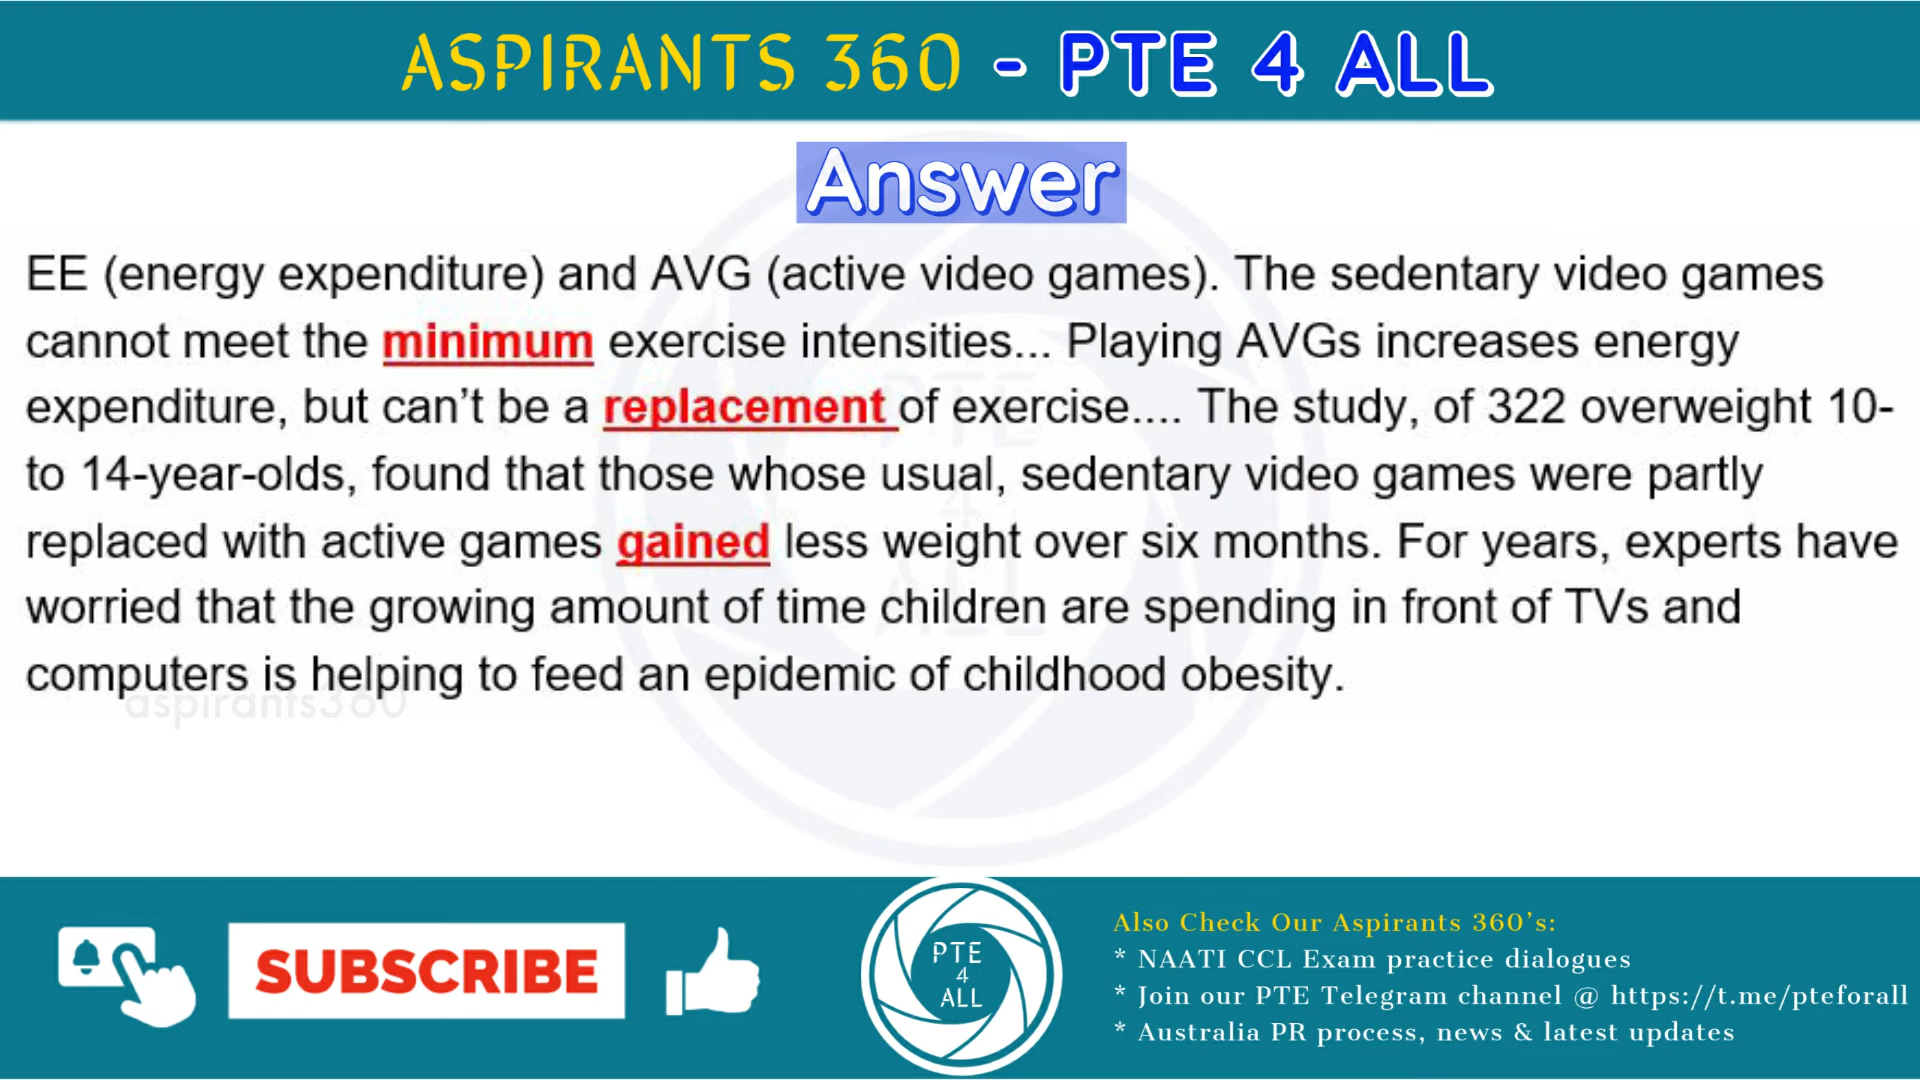 ASPIRANTS 360 - PTE 4 ALL
Answer
EE (energy expenditure) and AVG (active video games). The sedentary video games
cannot meet the minimum exercise intensities... Playing AVGs increases energy
expenditure, but can't be a replacement of exercise.... The study, of 322 overweight 10-
to 14-year-olds, found that those whose usual, sedentary video games were partly
replaced with active games gained less weight over six months. For years, experts have
worried that the growing amount of time children are spending in front of TVs and
computers is helping to feed an epidemic of childhood obesity.
aspirants360
PTE
4
ALL
SUBSCRIBE
PTE
4
ALL
Also Check Our Aspirants 360's:
* NAATI CCL Exam practice dialogues
* Join our PTE Telegram channel @ https://t.me/pteforall
* Australia PR process, news & latest updates